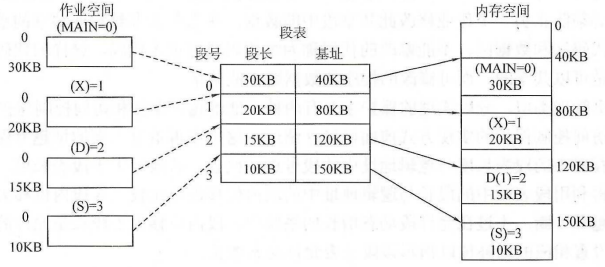 作业空间
(MAIN=0)
0
30KB
(X)=1
0
20KB
(D)=2
0
15KB
(S)=3
0
10KB
段表
段号 段长 基址
0 30KB 40KB
1 20KB 80KB
2 15KB 120KB
3 10KB 150KB
内存空间
0
40KB
(MAIN=0)
30KB
80KB
(X)=1
20KB
120KB
D(1)=2
15KB
150KB
(S)=3
10KB